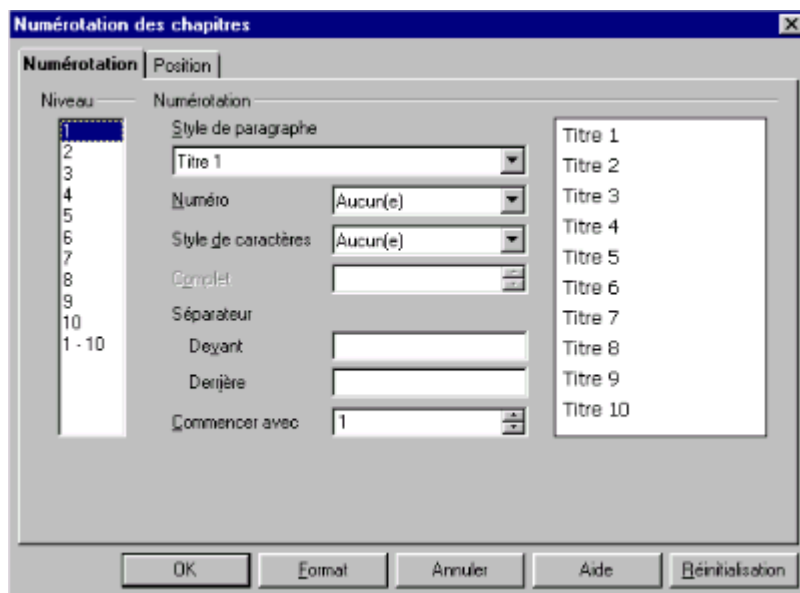 Numérotation des chapitres
Numérotation Position
Niveau
1
2
3
4
5
6
7
8
9
10
1 - 10
Numérotation
Style de paragraphe
Titre 1
Numéro Aucun(e)
Style de caractères Aucun(e)
Complet
Séparateur
Devant
Derrière
Commencer avec 1
Titre 1
Titre 2
Titre 3
Titre 4
Titre 5
Titre 6
Titre 7
Titre 8
Titre 9
Titre 10
OK Format Annuler Aide Réinitialisation